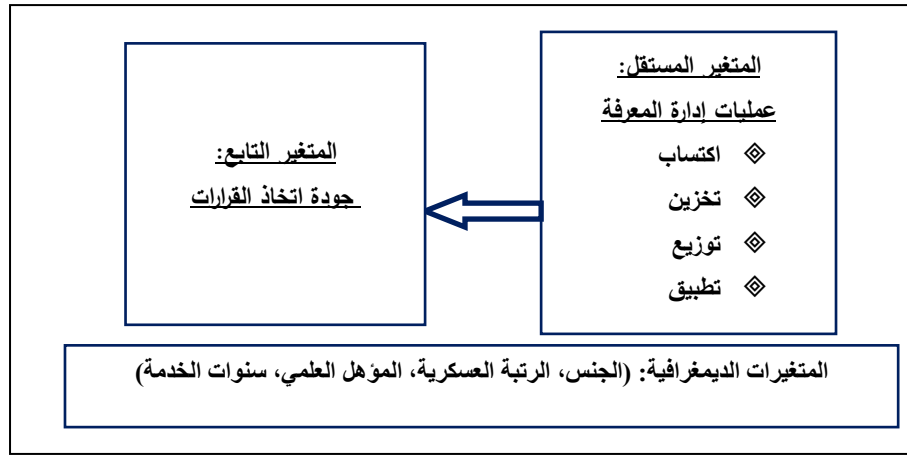 المتغير المستقل:
عمليات إدارة المعرفة
اكتساب
تخزين
توزيع
تطبيق
المتغير التابع:
جودة اتخاذ القرارات
المتغيرات الديمغرافية: (الجنس، الرتبة العسكرية، المؤهل العلمي، سنوات الخدمة)